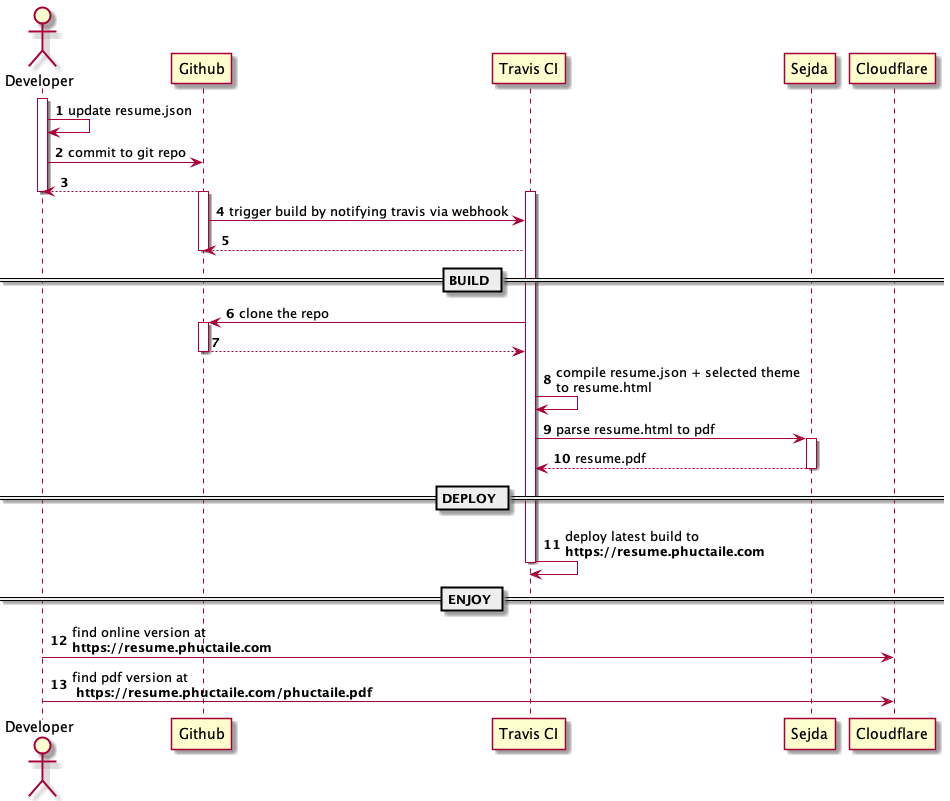 Developer
Github
Travis CI
Sejda
Cloudflare
1 update resume.json
2 commit to git repo
3
4 trigger build by notifying travis via webhook
5
BUILD
6 clone the repo
7
8 compile resume.json + selected theme
to resume.html
9 parse resume.html to pdf
10 resume.pdf
DEPLOY
11 deploy latest build to
https://resume.phuctaile.com
ENJOY
12 find online version at
https://resume.phuctaile.com
13 find pdf version at
https://resume.phuctaile.com/phuctaile.pdf
Developer
Github
Travis CI
Sejda
Cloudflare